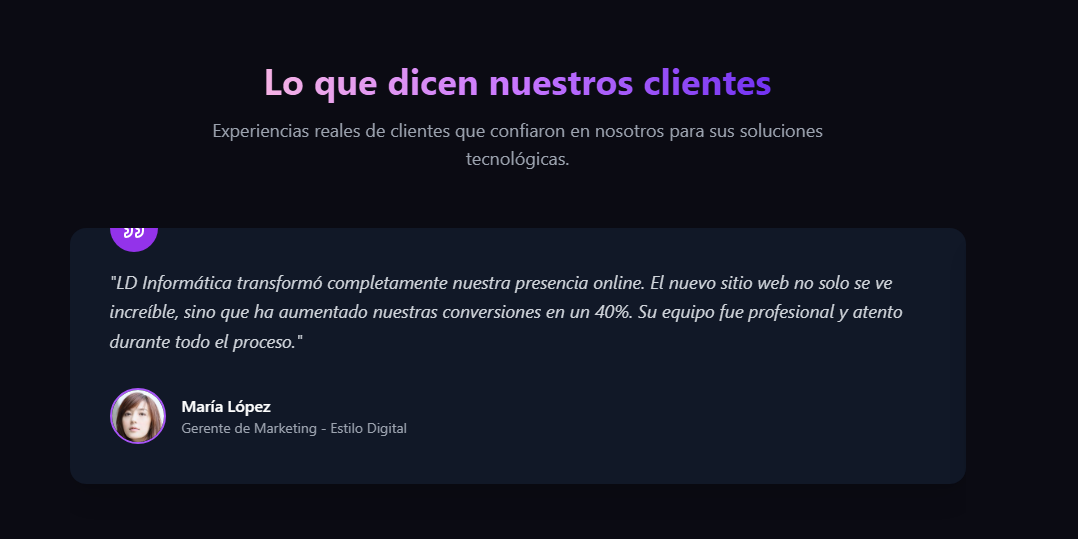 Lo que dicen nuestros clientes
Experiencias reales de clientes que confiaron en nosotros para sus soluciones
tecnológicas.
"LD Informática transformó completamente nuestra presencia online. El nuevo sitio web no solo se ve
increíble, sino que ha aumentado nuestras conversiones en un 40%. Su equipo fue profesional y atento
durante todo el proceso."
María López
Gerente de Marketing - Estilo Digital